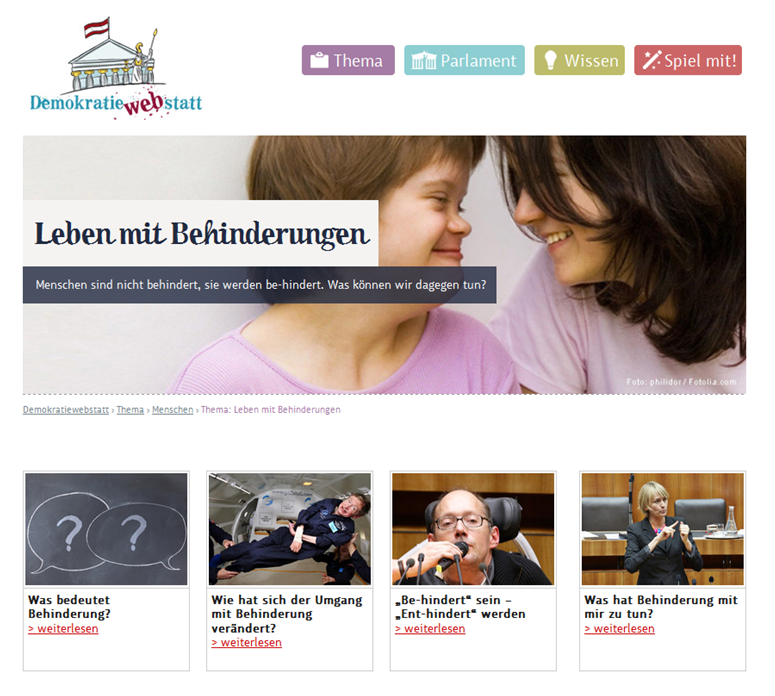 Demokratiewebstatt
Thema
Parlament
Wissen
Spiel mit!
Leben mit Behinderungen
Menschen sind nicht behindert, sie werden be-hindert. Was können wir dagegen tun?
Foto: philidor / Fotolia.com
Demokratiewebstatt › Thema › Menschen › Thema: Leben mit Behinderungen
? ?
Was bedeutet
Behinderung?
> weiterlesen
Wie hat sich der Umgang
mit Behinderung
verändert?
> weiterlesen
„Be-hindert“ sein –
„Ent-hindert“ werden
> weiterlesen
Was hat Behinderung mit
mir zu tun?
> weiterlesen